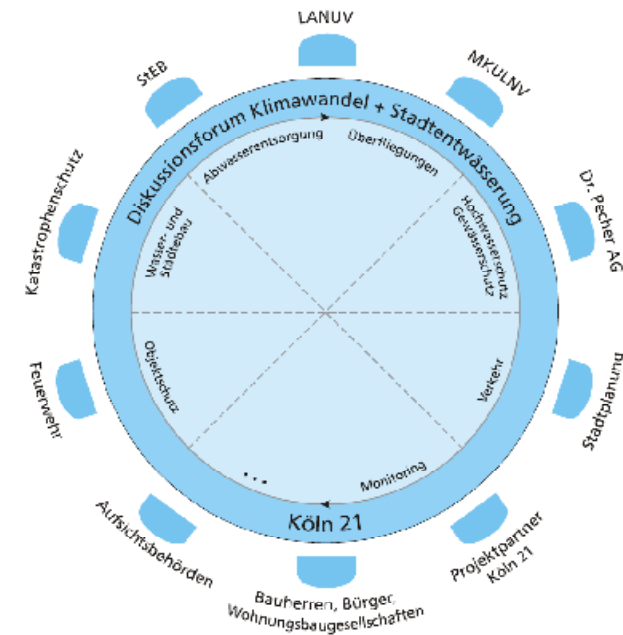 LANUV
MKULNV
Dr. Pecher AG
Stadtplanung
Projektpartner
Köln 21
Bauherren, Bürger,
Wohnungsbaugesellschaften
Aufsichtsbehörden
Feuerwehr
Katastrophenschutz
StEB
Diskussionsforum Klimawandel + Stadtentwässerung
Köln 21
Abwasserentsorgung
Überfliegungen
Hochwasserschutz
Gewässerschutz
Verkehr
Monitoring
...
Objektschutz
Wasser- und
Städtebau